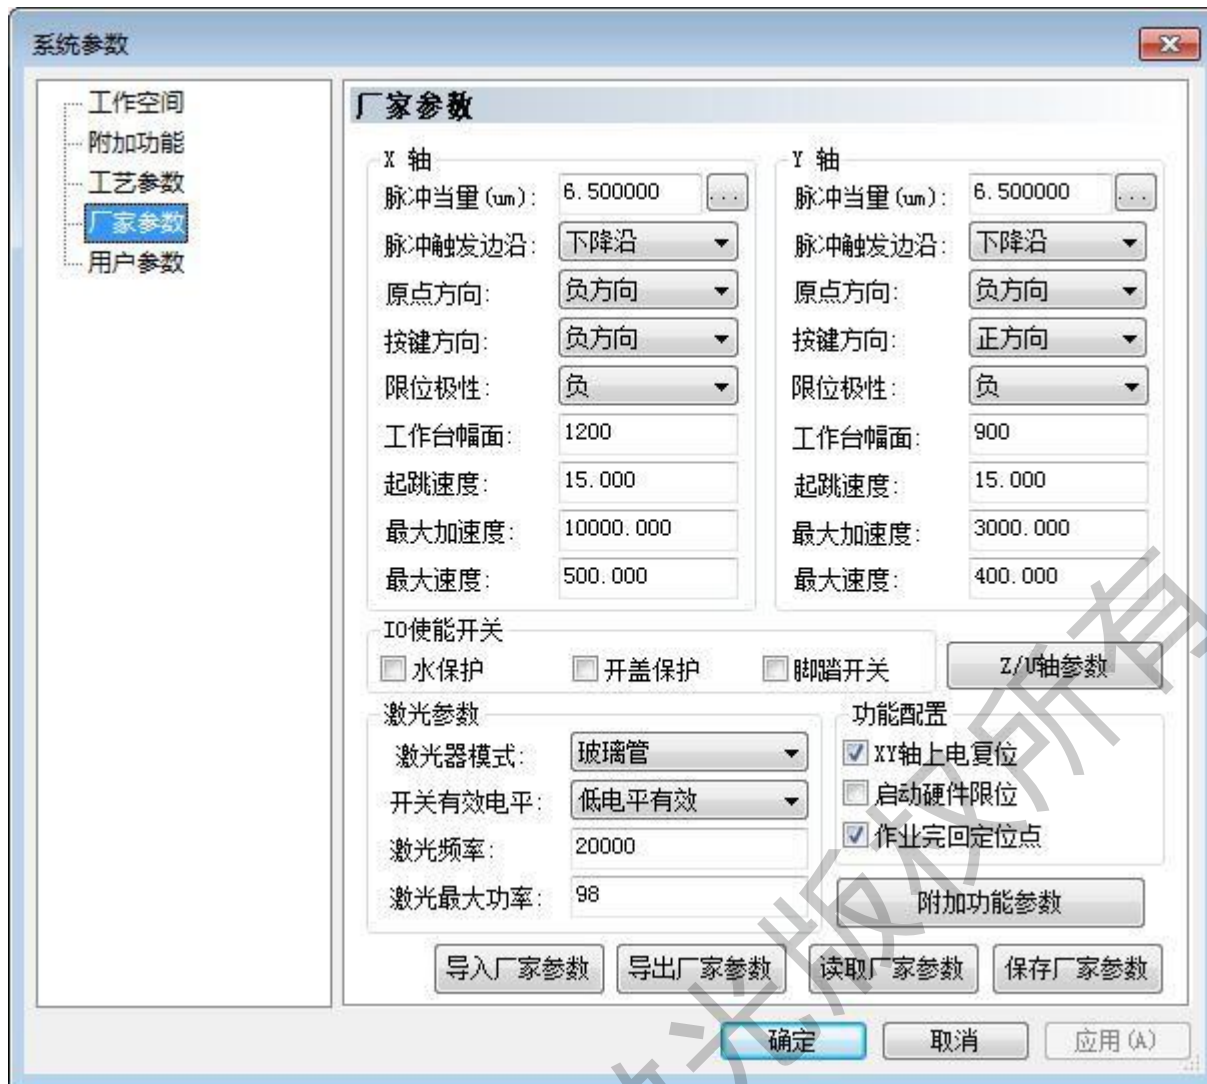 系统参数
工作空间
附加功能
工艺参数
厂家参数
用户参数
厂家参数
X 轴
脉冲当量(um): 6.500000 ...
脉冲触发边沿: 下降沿
原点方向: 负方向
按键方向: 负方向
限位极性: 负
工作台幅面: 1200
起跳速度: 15.000
最大加速度: 10000.000
最大速度: 500.000
Y 轴
脉冲当量(um): 6.500000 ...
脉冲触发边沿: 下降沿
原点方向: 负方向
按键方向: 正方向
限位极性: 负
工作台幅面: 900
起跳速度: 15.000
最大加速度: 3000.000
最大速度: 400.000
IO使能开关
水保护 开盖保护 脚踏开关
Z/U轴参数
激光参数
激光器模式: 玻璃管
开关有效电平: 低电平有效
激光频率: 20000
激光最大功率: 98
功能配置
XY轴上电复位
启动硬件限位
作业完回定位点
附加功能参数
导入厂家参数 导出厂家参数 读取厂家参数 保存厂家参数
确定 取消 应用(A)
光版权所有